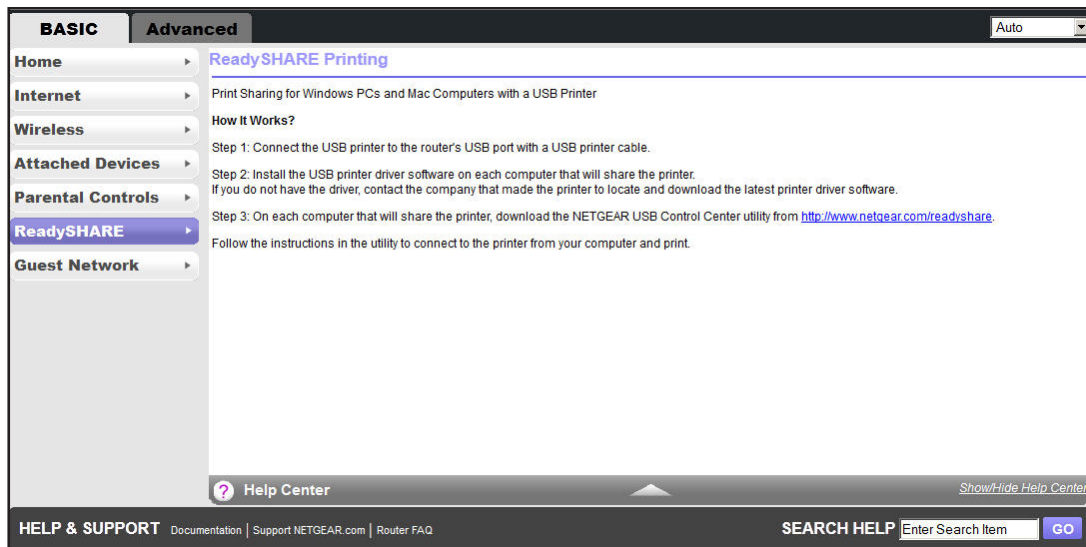 BASIC
Advanced
Auto
Home
Internet
Wireless
Attached Devices
Parental Controls
ReadySHARE
Guest Network
ReadySHARE Printing
Print Sharing for Windows PCs and Mac Computers with a USB Printer
How It Works?
Step 1: Connect the USB printer to the router's USB port with a USB printer cable.
Step 2: Install the USB printer driver software on each computer that will share the printer.
If you do not have the driver, contact the company that made the printer to locate and download the latest printer driver software.
Step 3: On each computer that will share the printer, download the NETGEAR USB Control Center utility from http://www.netgear.com/readyshare.
Follow the instructions in the utility to connect to the printer from your computer and print.
? Help Center
Show/Hide Help Center
HELP & SUPPORT Documentation | Support NETGEAR.com | Router FAQ
SEARCH HELP Enter Search Item GO